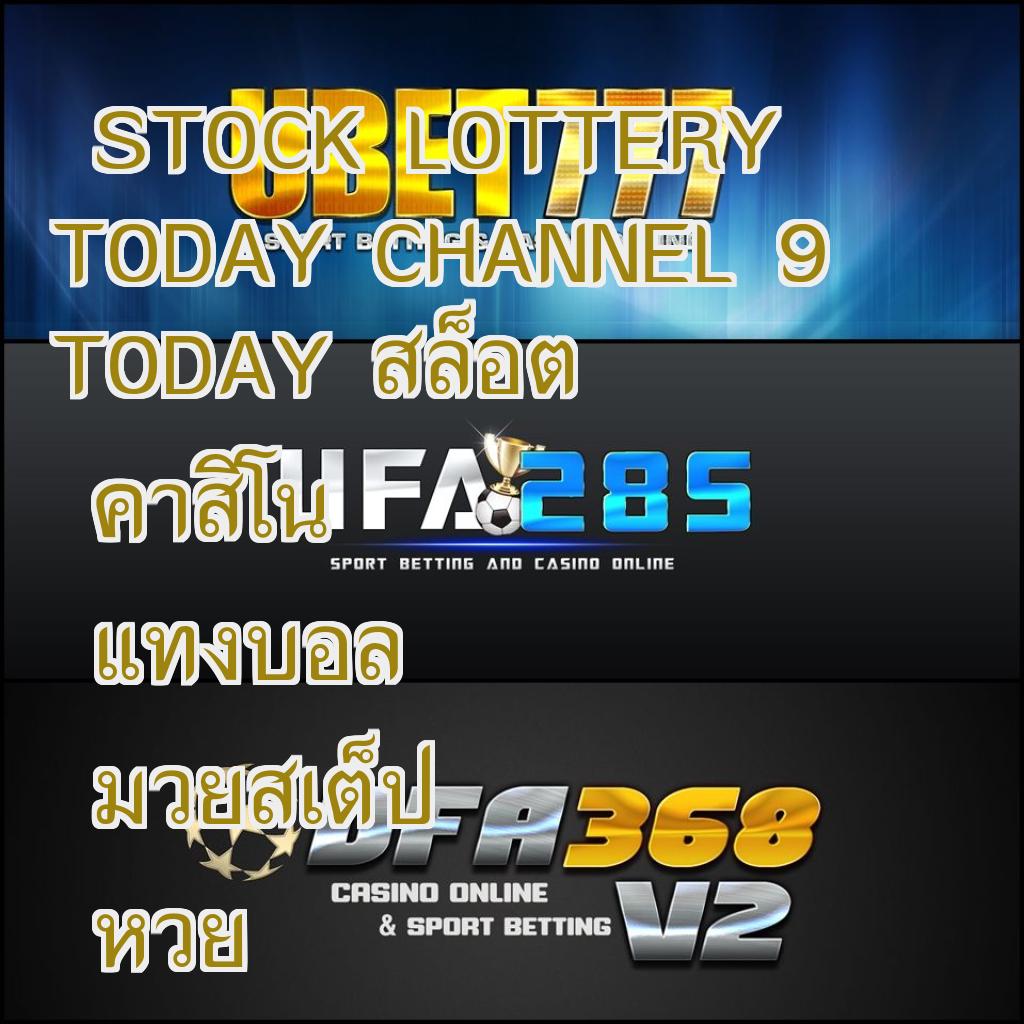 UBET777
STOCK LOTTERY
TODAY CHANNEL 9
TODAY สล็อต
คาสิโน
UFA285
SPORT BETTING AND CASINO ONLINE
แทงบอล
มวยสเต็ป
UFA368
CASINO ONLINE
& SPORT BETTING
V2
หวย